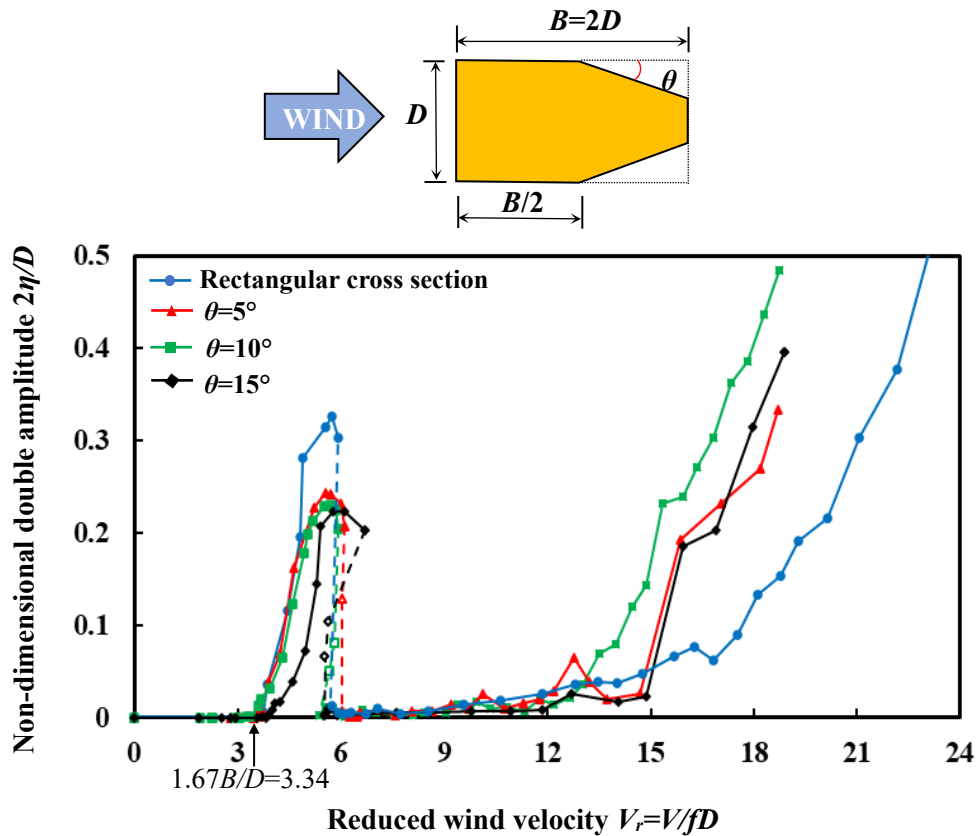 B=2D
WIND
D
θ
B/2
Non-dimensional double amplitude 2η/D
0.5
0.4
0.3
0.2
0.1
0
Rectangular cross section
θ=5°
θ=10°
θ=15°
0 3 6 9 12 15 18 21 24
1.67B/D=3.34
Reduced wind velocity Vr=V/fD